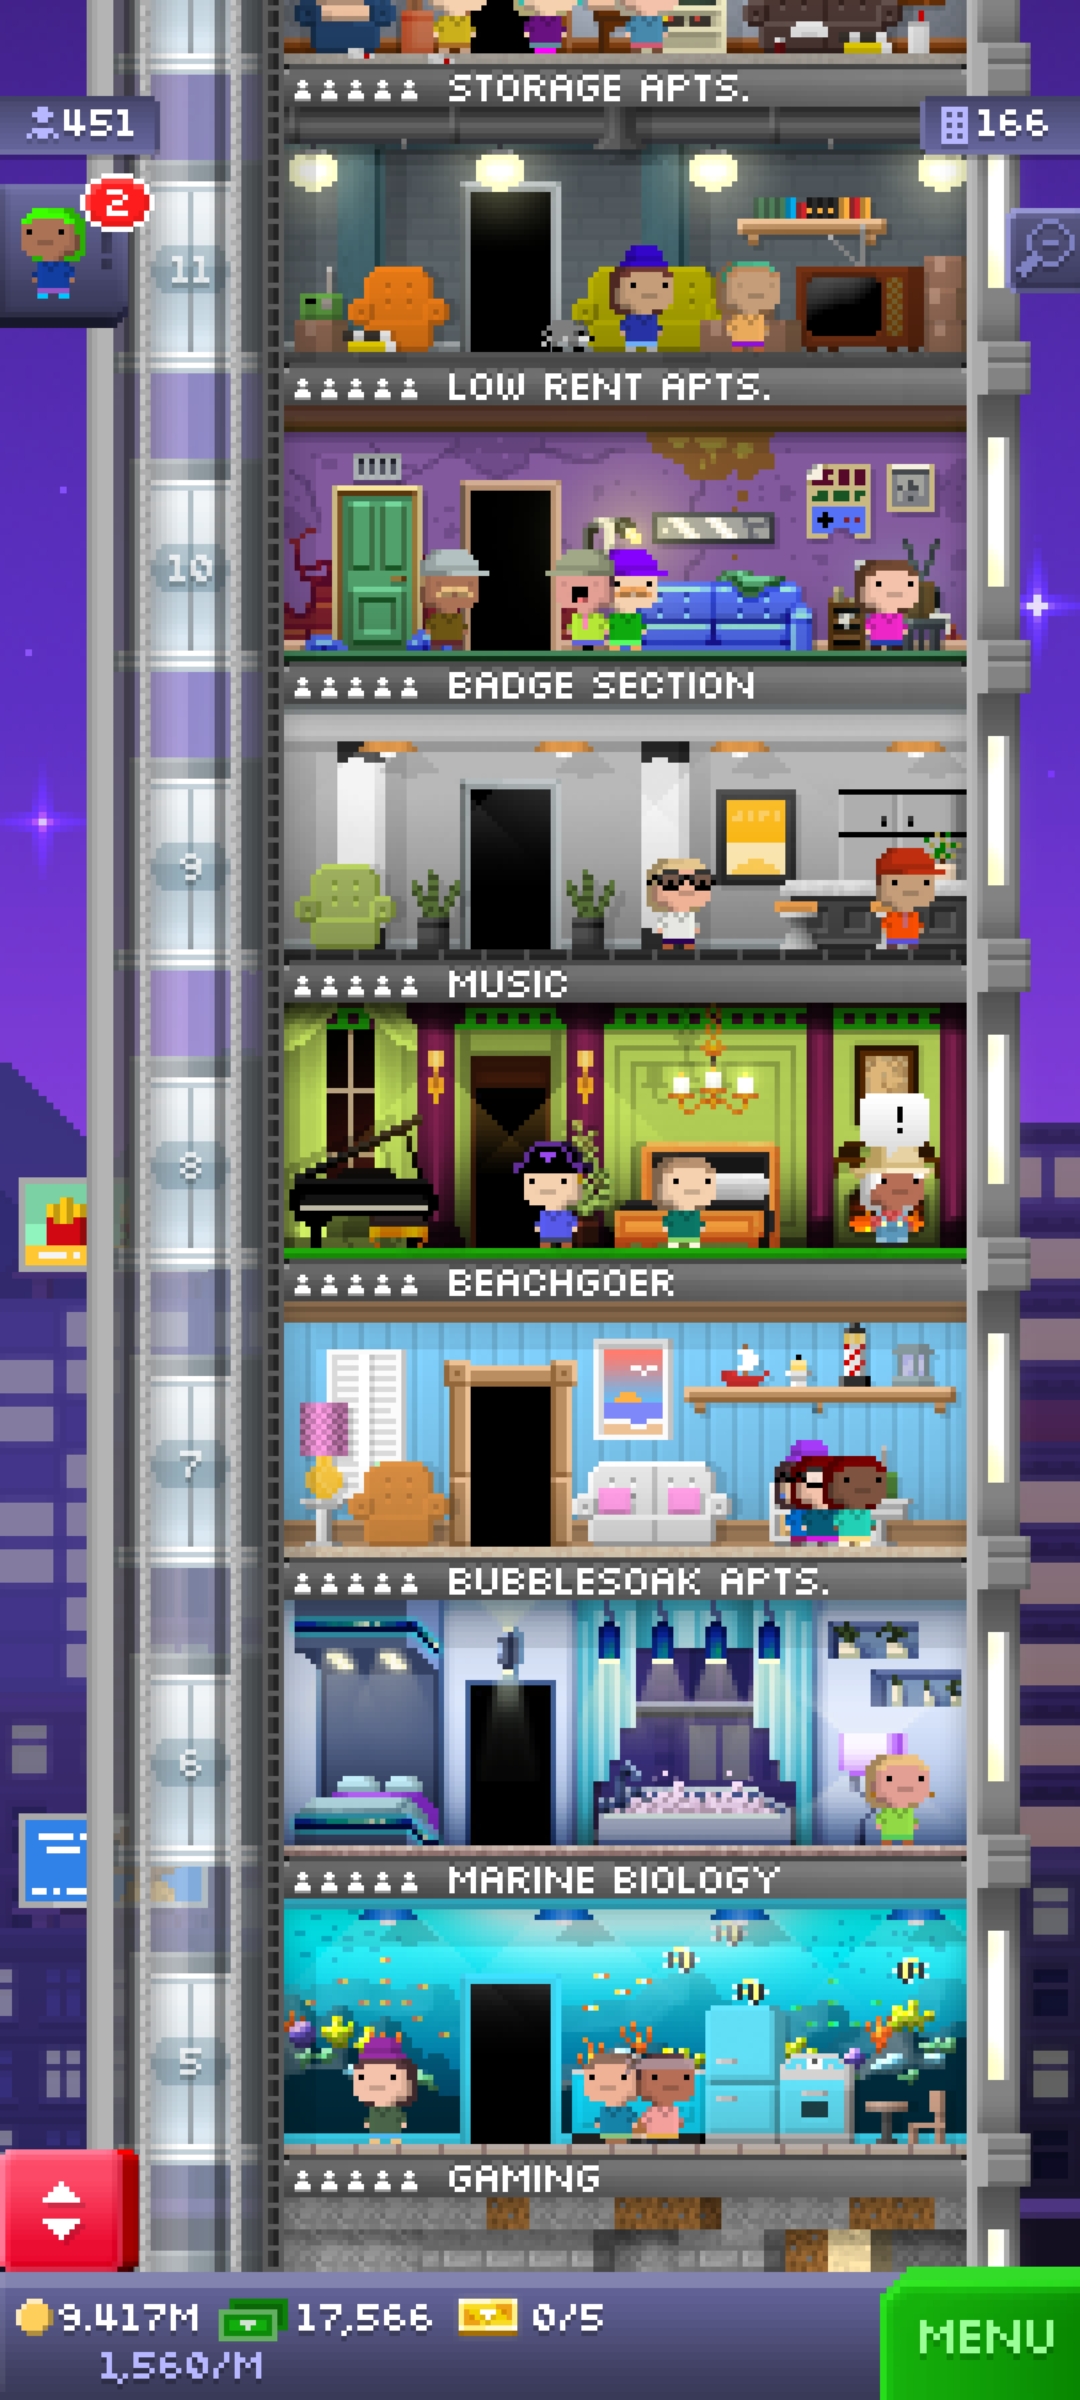 STORAGE APTS.
451
166
2
11
LOW RENT APTS.
10
BADGE SECTION
9
MUSIC
!
8
BEACHGOER
7
BUBBLESOAK APTS.
6
MARINE BIOLOGY
5
GAMING
9.417M 17,566 0/5
1,560/M
MENU